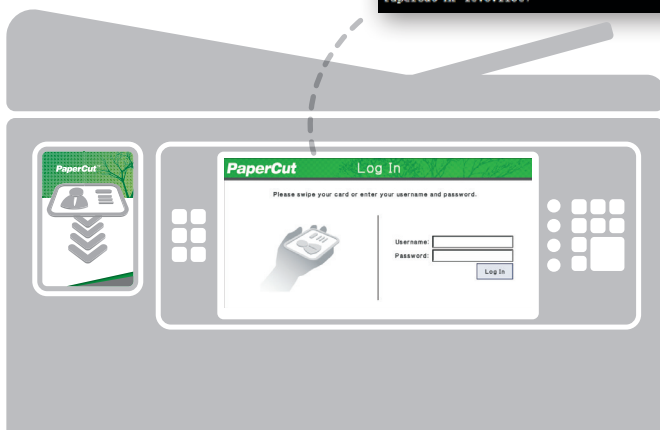 PaperCut
PaperCut
Log In
Please swipe your card or enter your username and password.
Username:
Password:
Log In